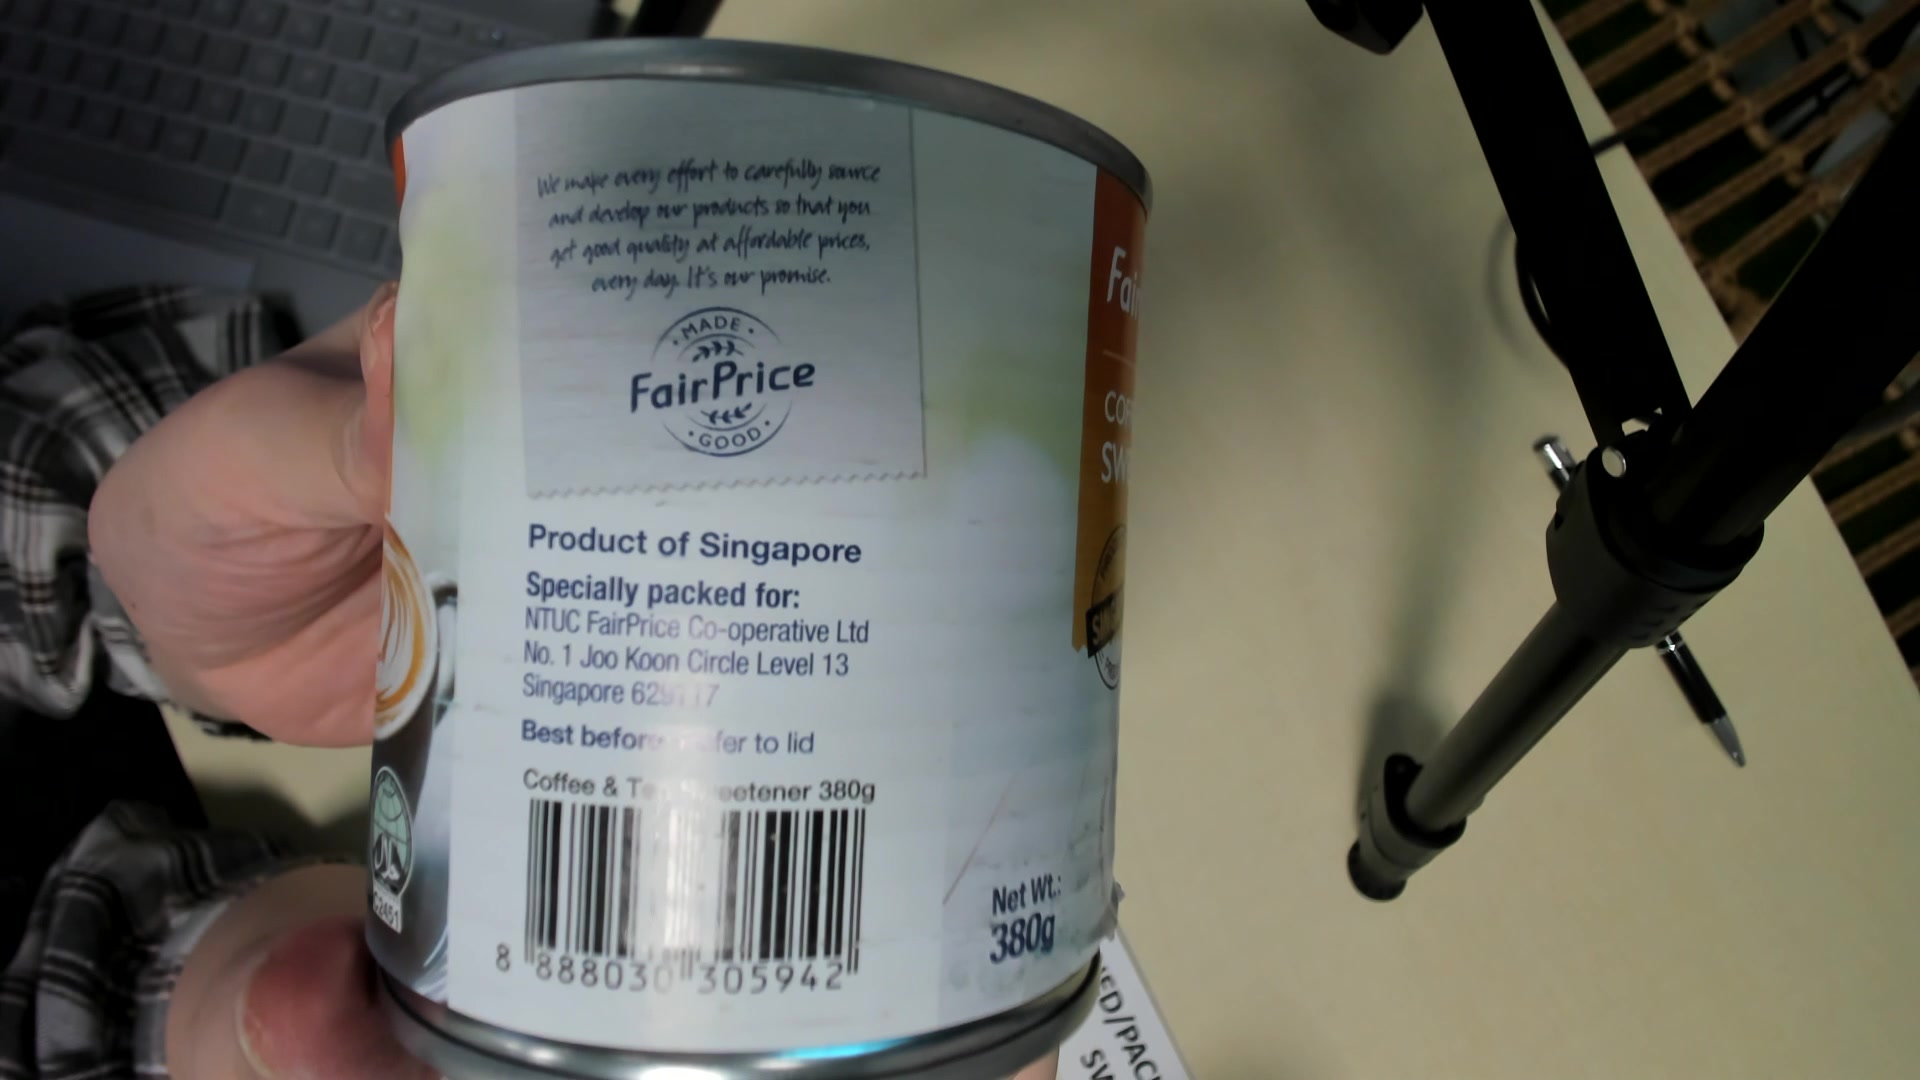 We make every effort to carefully source
and develop our products so that you
get good quality at affordable prices,
every day. It's our promise.
• MADE •
FairPrice
• GOOD •
Product of Singapore
Specially packed for:
NTUC FairPrice Co-operative Ltd
No. 1 Joo Koon Circle Level 13
Singapore
Best before to lid
Coffee & 380g
8 888030 305942
Net Wt.:
380g